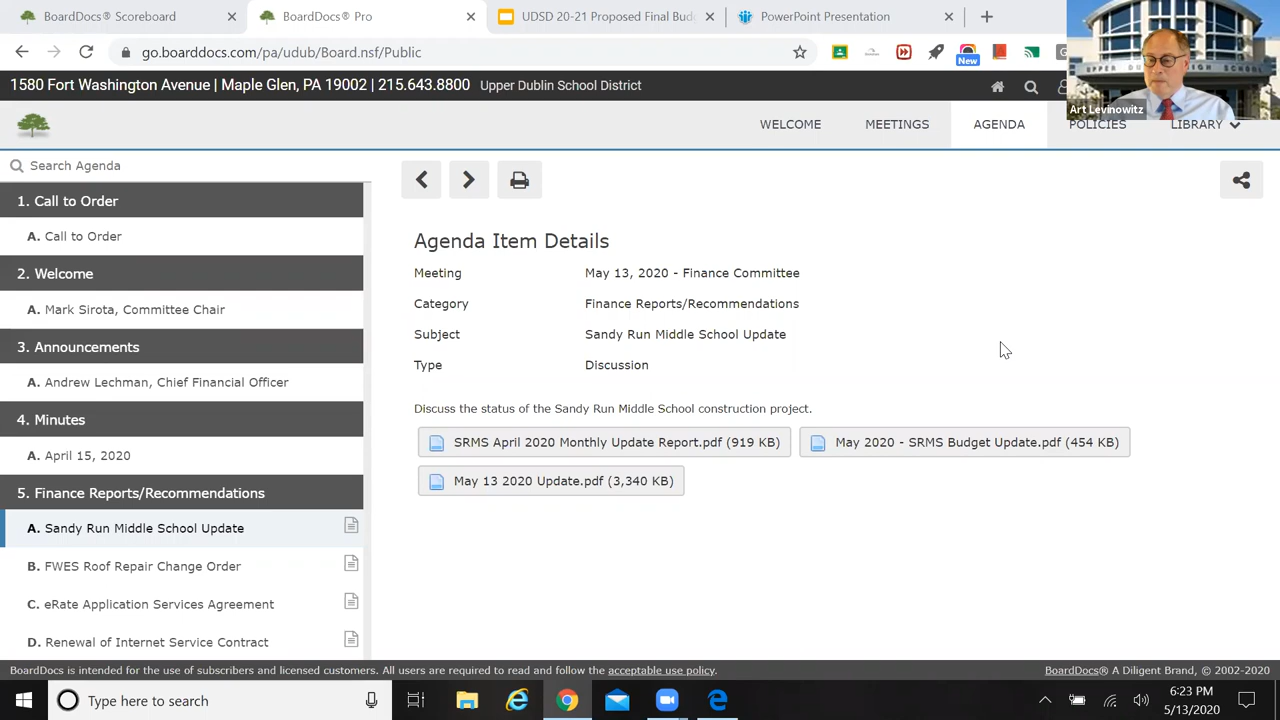 BoardDocs® Scoreboard
BoardDocs® Pro
UDSD 20-21 Proposed Final Bud
PowerPoint Presentation
go.boarddocs.com/pa/udub/Board.nsf/Public
New
1580 Fort Washington Avenue | Maple Glen, PA 19002 | 215.643.8800 Upper Dublin School District
UPPER DUBLIN HIGH SCHOOL
Art Levinowitz
WELCOME MEETINGS AGENDA POLICIES LIBRARY
Search Agenda
1. Call to Order
A. Call to Order
2. Welcome
A. Mark Sirota, Committee Chair
3. Announcements
A. Andrew Lechman, Chief Financial Officer
4. Minutes
A. April 15, 2020
5. Finance Reports/Recommendations
A. Sandy Run Middle School Update
B. FWES Roof Repair Change Order
C. eRate Application Services Agreement
D. Renewal of Internet Service Contract
Agenda Item Details
Meeting May 13, 2020 - Finance Committee
Category Finance Reports/Recommendations
Subject Sandy Run Middle School Update
Type Discussion
Discuss the status of the Sandy Run Middle School construction project.
SRMS April 2020 Monthly Update Report.pdf (919 KB)
May 2020 - SRMS Budget Update.pdf (454 KB)
May 13 2020 Update.pdf (3,340 KB)
BoardDocs is intended for the use of subscribers and licensed customers. All users are required to read and follow the acceptable use policy.
BoardDocs® A Diligent Brand, © 2002-2020
Type here to search
6:23 PM
5/13/2020